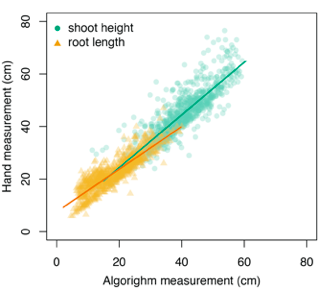 shoot height
root length
Hand measurement (cm)
80
60
40
20
0
0 20 40 60 80
Algorighm measurement (cm)